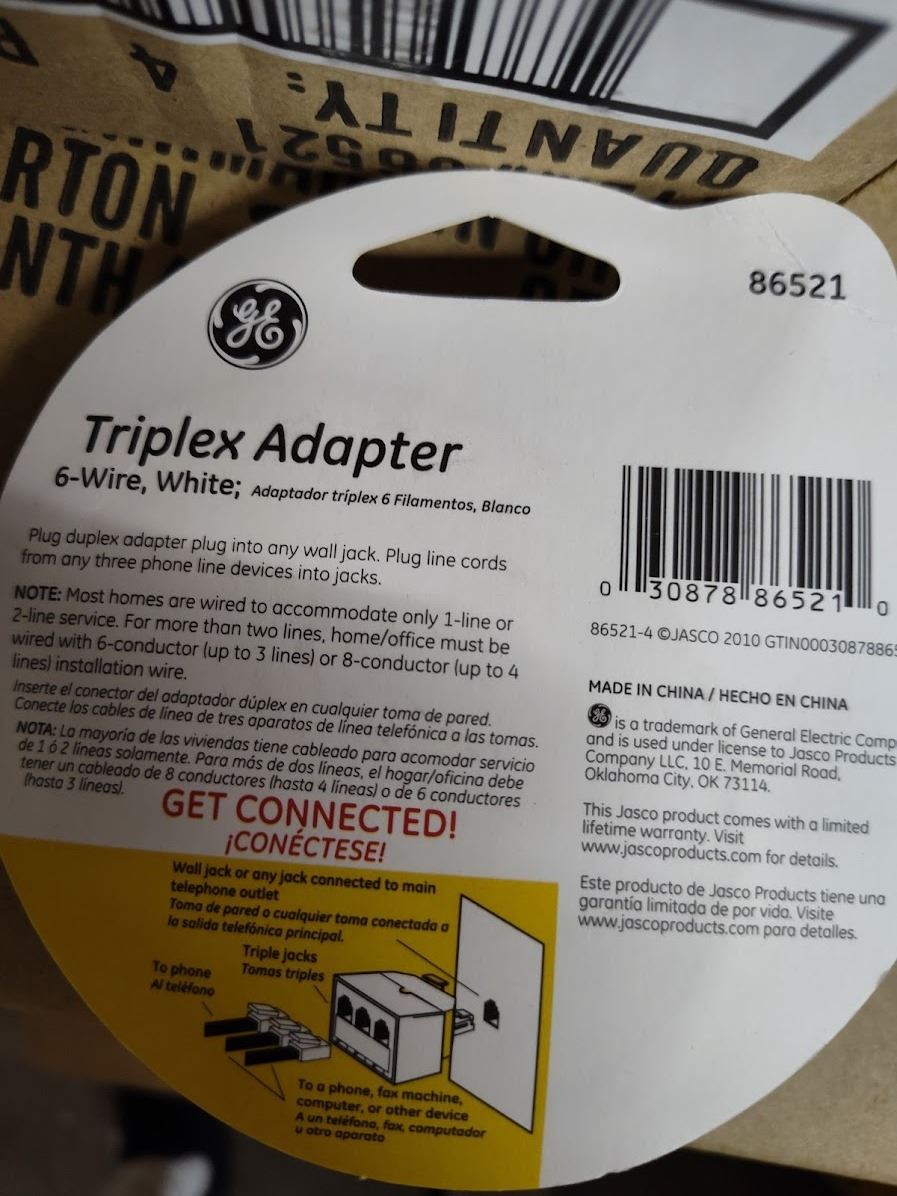 QUANTITY: 4
86521
RTON
NTH
GE
86521
Triplex Adapter
6-Wire, White; Adaptador tríplex 6 Filamentos, Blanco
Plug duplex adapter plug into any wall jack. Plug line cords
from any three phone line devices into jacks.
NOTE: Most homes are wired to accommodate only 1-line or
2-line service. For more than two lines, home/office must be
wired with 6-conductor (up to 3 lines) or 8-conductor (up to 4
lines) installation wire.
Inserte el conector del adaptador dúplex en cualquier toma de pared.
Conecte los cables de línea de tres aparatos de línea telefónica a las tomas.
NOTA: La mayoría de las viviendas tiene cableado para acomodar servicio
de 1 ó 2 líneas solamente. Para más de dos líneas, el hogar/oficina debe
tener un cableado de 8 conductores (hasta 4 líneas) o de 6 conductores
(hasta 3 líneas).
GET CONNECTED!
¡CONÉCTESE!
Wall jack or any jack connected to main
telephone outlet
Toma de pared o cualquier toma conectada a
la salida telefónica principal.
Triple jacks
Tomas triples
To phone
Al teléfono
To a phone, fax machine,
computer, or other device
A un teléfono, fax, computador
u otro aparato
0 30878 86521 0
86521-4 ©JASCO 2010 GTIN0003087886
MADE IN CHINA / HECHO EN CHINA
GE is a trademark of General Electric Comp
and is used under license to Jasco Products
Company LLC, 10 E. Memorial Road,
Oklahoma City, OK 73114.
This Jasco product comes with a limited
lifetime warranty. Visit
www.jascoproducts.com for details.
Este producto de Jasco Products tiene una
garantía limitada de por vida. Visite
www.jascoproducts.com para detalles.